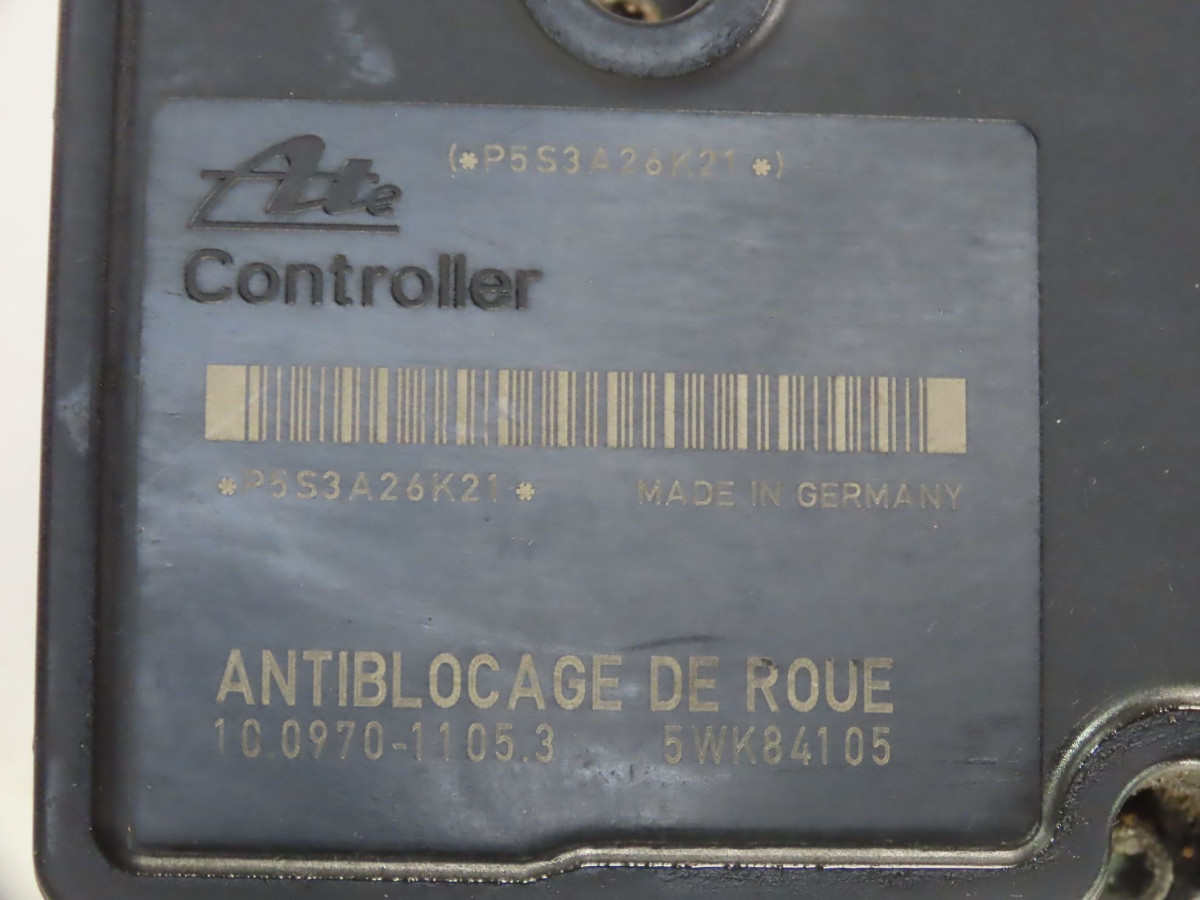 Ate
(*P5S3A26K21*)
Controller
*P5S3A26K21*
MADE IN GERMANY
ANTIBLOCAGE DE ROUE
10.0970-1105.3
5WK84105